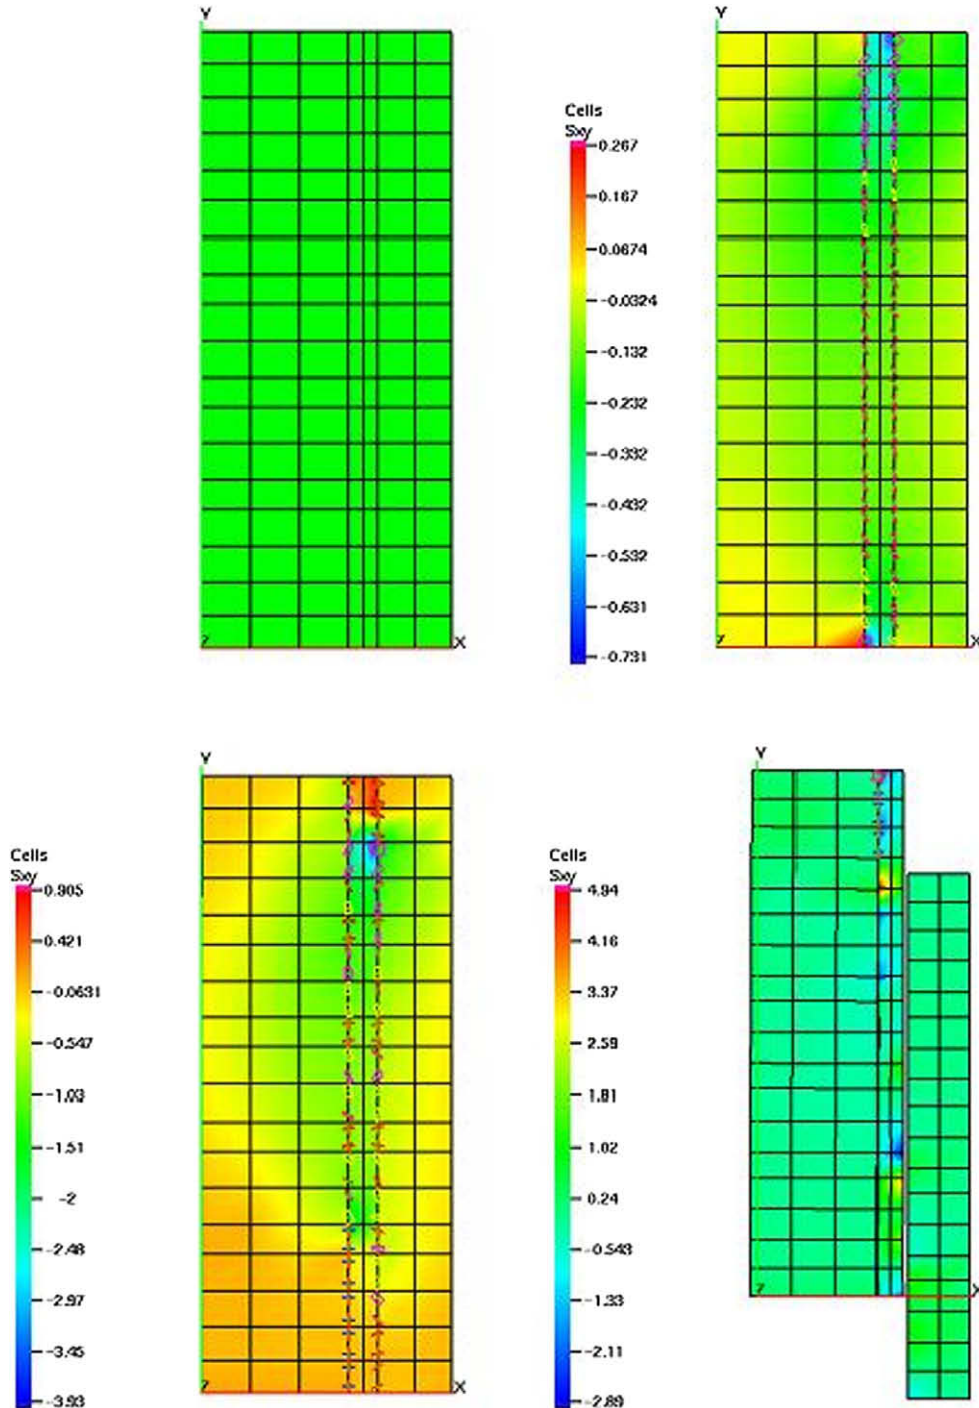 Y
Z
X
Y
Cells
Sxy
0.267
0.167
0.0674
-0.0324
-0.132
-0.232
-0.332
-0.432
-0.532
-0.631
-0.731
Z
X
Y
Cells
Sxy
0.905
0.421
-0.0631
-0.547
-1.03
-1.51
-2
-2.48
-2.97
-3.45
-3.93
Z
X
Y
Cells
Sxy
4.94
4.16
3.37
2.59
1.81
1.02
0.24
-0.543
-1.33
-2.11
-2.89
Z
X